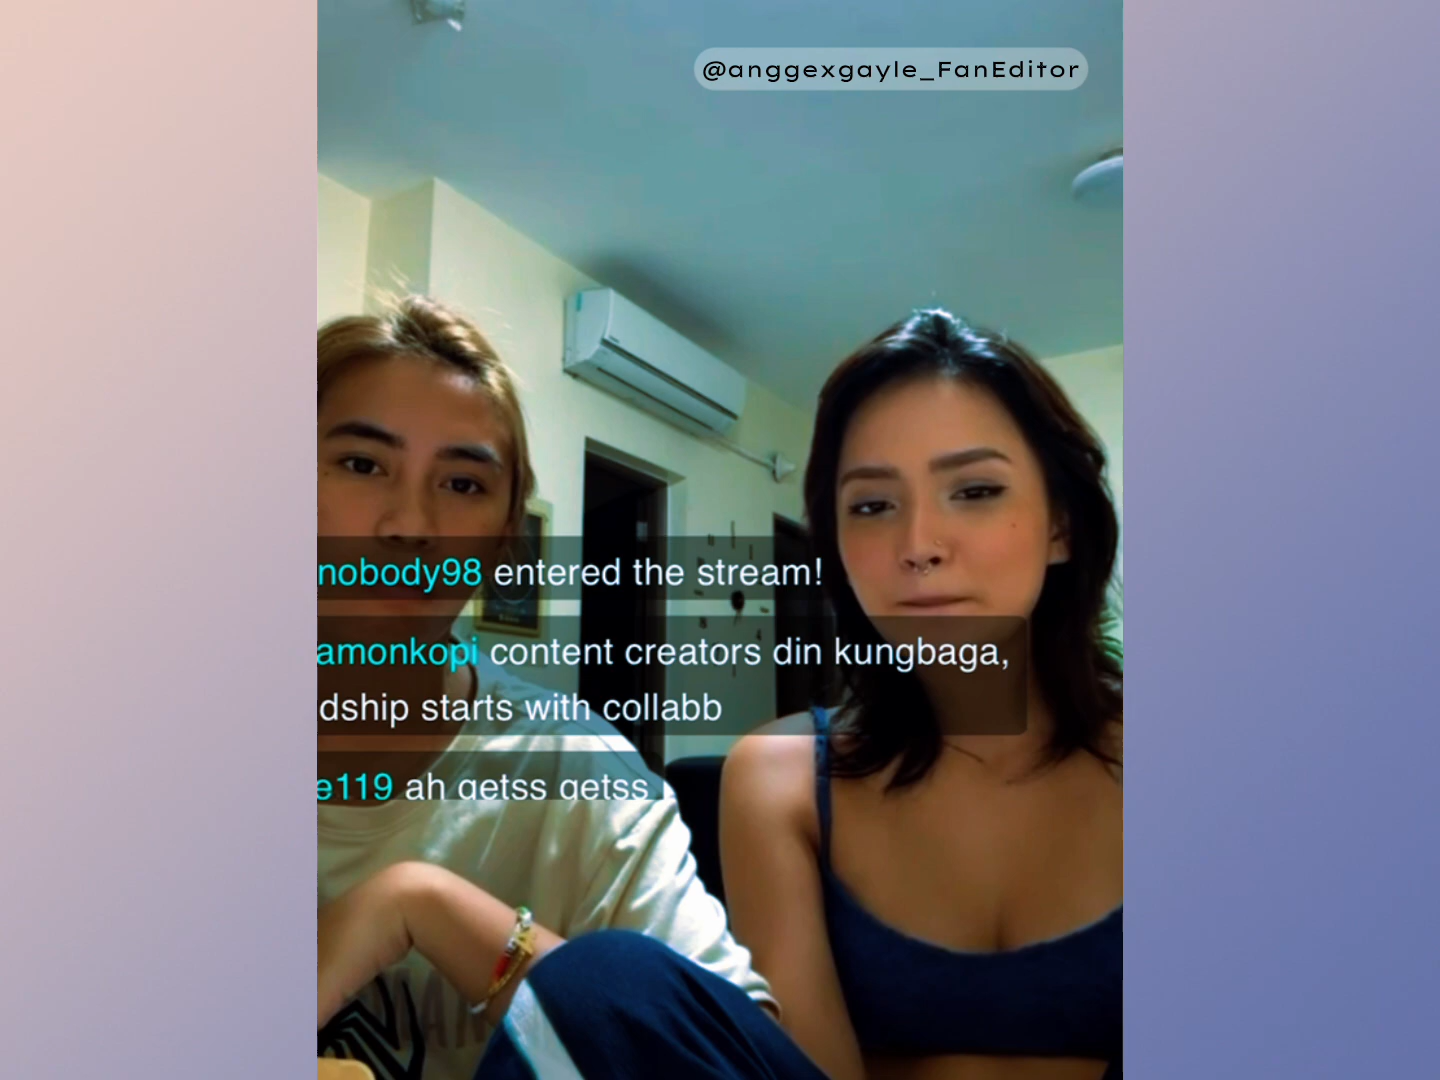 @anggexgayle_FanEditor
nobody98 entered the stream!
amonkopi content creators din kungbaga,
dship starts with collabb
e119 ah getss getss